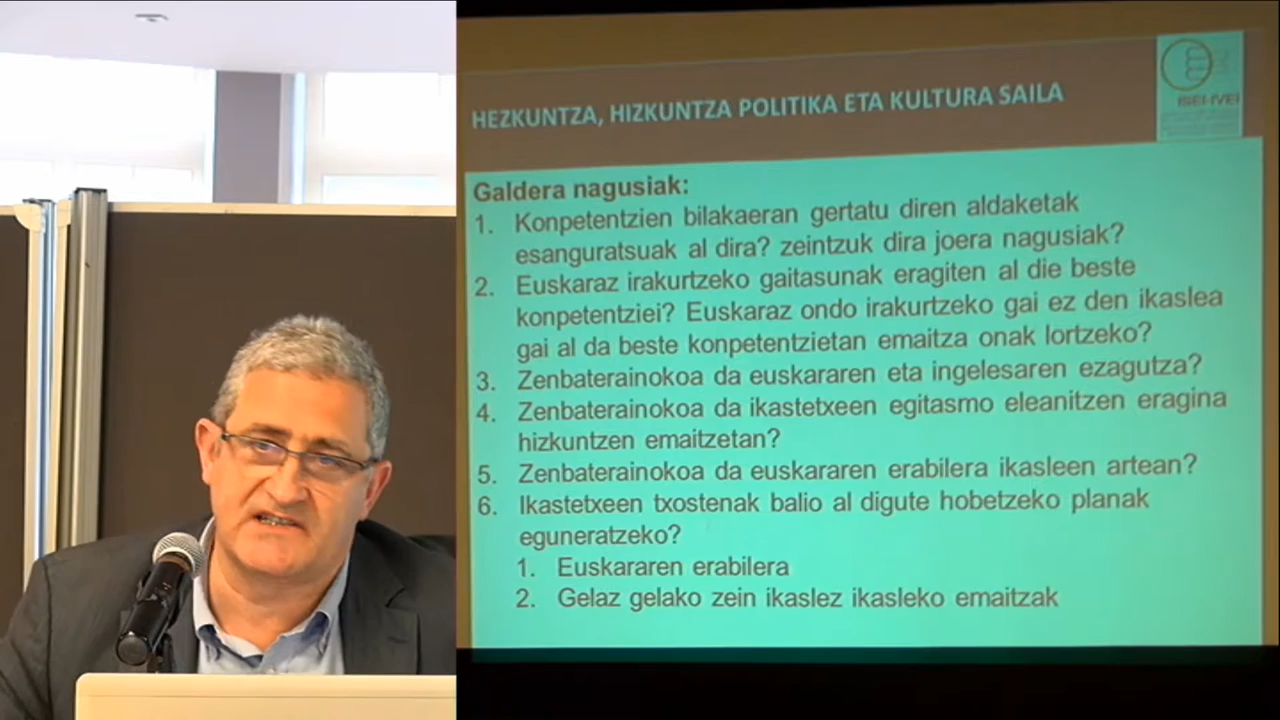 HEZKUNTZA, HIZKUNTZA POLITIKA ETA KULTURA SAILA
ISEI-IVEI
Galdera nagusiak:
1. Konpetentzien bilakaeran gertatu diren aldaketak
esanguratsuak al dira? zeintzuk dira joera nagusiak?
2. Euskaraz irakurtzeko gaitasunak eragiten al die beste
konpetentziei? Euskaraz ondo irakurtzeko gai ez den ikaslea
gai al da beste konpetentzietan emaitza onak lortzeko?
3. Zenbaterainokoa da euskararen eta ingelesaren ezagutza?
4. Zenbaterainokoa da ikastetxeen egitasmo eleanitzen eragina
hizkuntzen emaitzetan?
5. Zenbaterainokoa da euskararen erabilera ikasleen artean?
6. Ikastetxeen txostenak balio al digute hobetzeko planak
eguneratzeko?
1. Euskararen erabilera
2. Gelaz gelako zein ikaslez ikasleko emaitzak